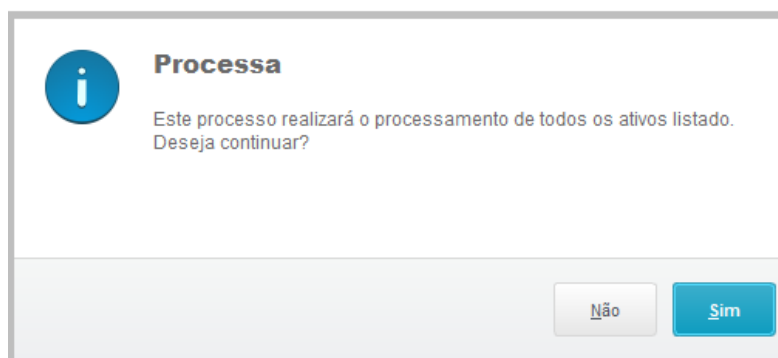 Processa
Este processo realizará o processamento de todos os ativos listado.
Deseja continuar?
Não
Sim